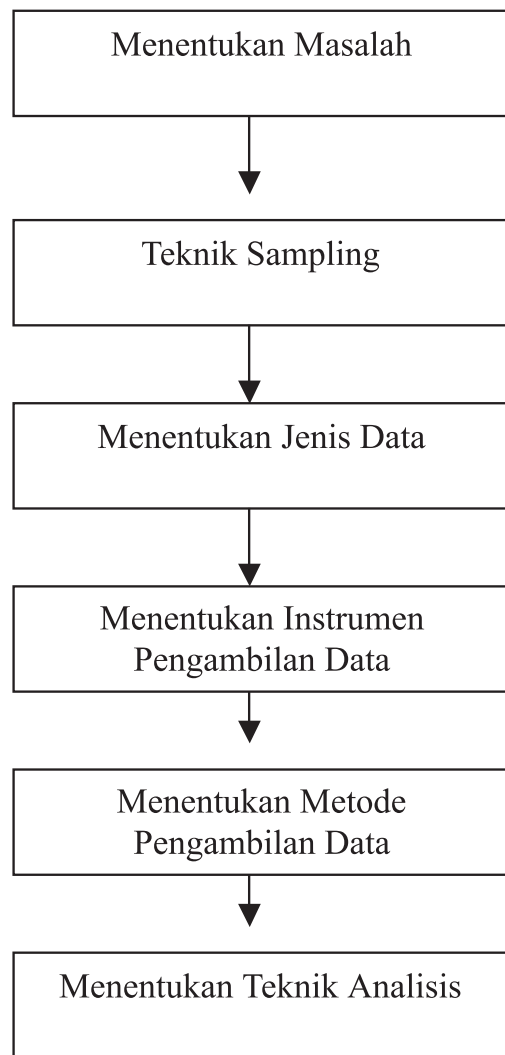 Menentukan Masalah
Teknik Sampling
Menentukan Jenis Data
Menentukan Instrumen
Pengambilan Data
Menentukan Metode
Pengambilan Data
Menentukan Teknik Analisis